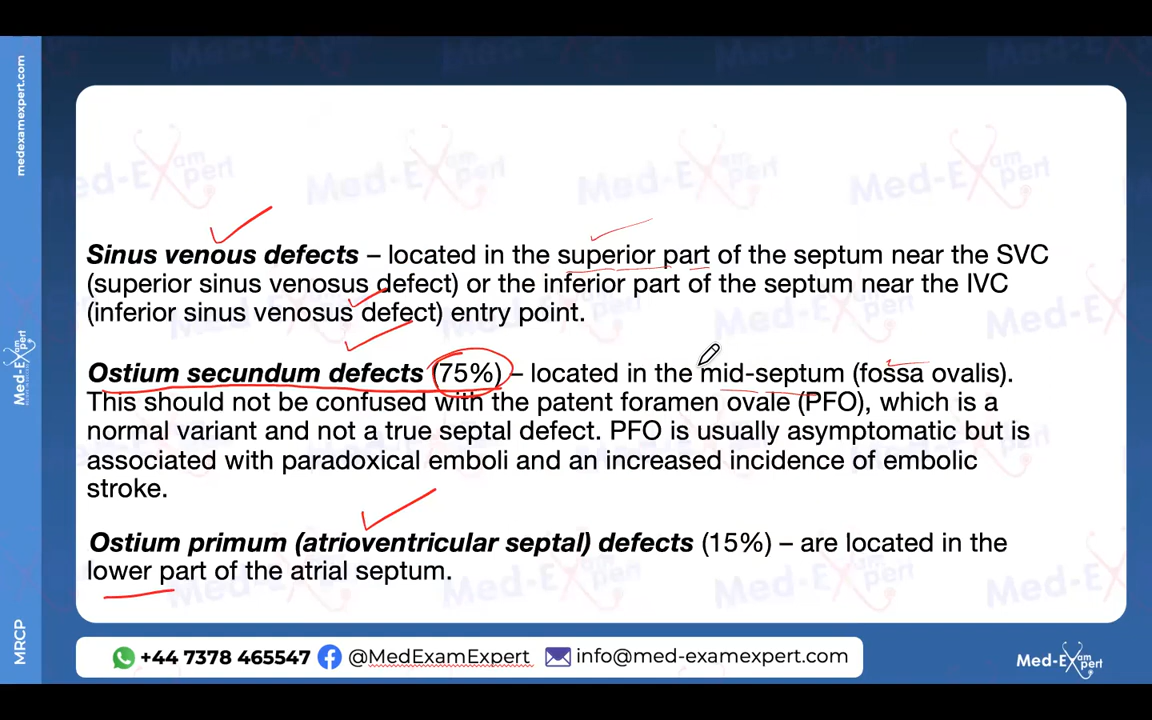 medexamexpert.com
Sinus venous defects – located in the superior part of the septum near the SVC
(superior sinus venosus defect) or the inferior part of the septum near the IVC
(inferior sinus venosus defect) entry point.
Ostium secundum defects (75%) – located in the mid-septum (fossa ovalis).
This should not be confused with the patent foramen ovale (PFO), which is a
normal variant and not a true septal defect. PFO is usually asymptomatic but is
associated with paradoxical emboli and an increased incidence of embolic
stroke.
Ostium primum (atrioventricular septal) defects (15%) – are located in the
lower part of the atrial septum.
MRCP
+44 7378 465547 @MedExamExpert info@med-examexpert.com
Med-Exampert